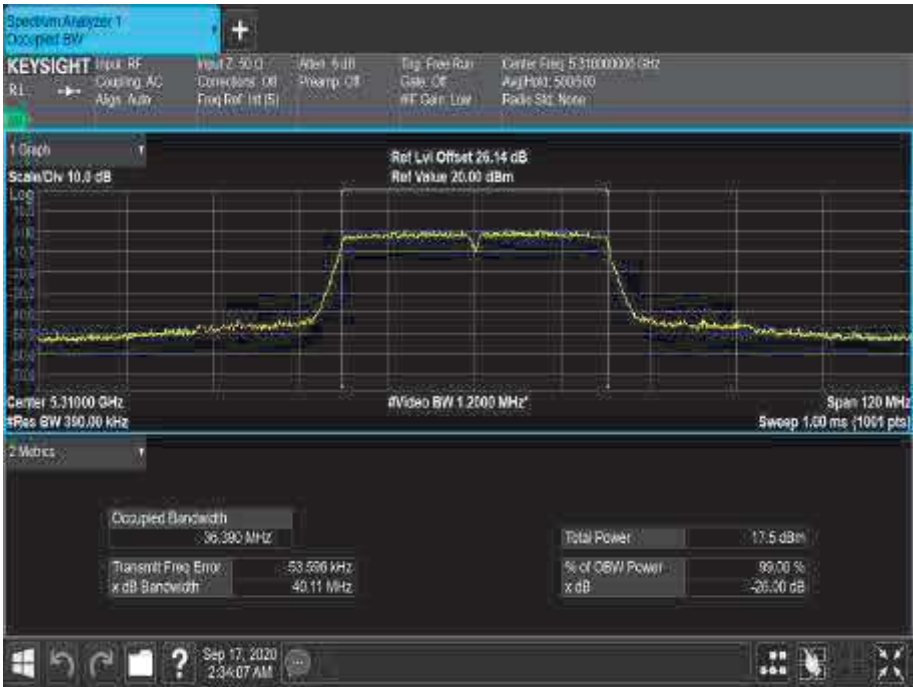 Spectrum Analyzer 1
Occupied BW
+
KEYSIGHT Input: RF Input Z: 50 Ω Atten: 6 dB Trig: Free Run Center Freq: 5.310000000 GHz
RL Coupling: AC Corrections: Off Preamp: Off Gate: Off Avg|Hold: 500/500
Align: Auto Freq Ref: Int (S) #IF Gain: Low Radio Std: None
1 Graph
Ref Lvl Offset 26.14 dB
Scale/Div 10.0 dB Ref Value 20.00 dBm
Log
10.0
0.00
Center 5.31000 GHz #Video BW 1.2000 MHz* Span 120 MHz
#Res BW 390.00 kHz Sweep 1.00 ms (1001 pts)
2 Metrics
Occupied Bandwidth
36.390 MHz Total Power 17.5 dBm
Transmit Freq Error -53.596 kHz % of OBW Power 99.00 %
x dB Bandwidth 40.11 MHz x dB -26.00 dB
?
Sep 17, 2020
2:34:07 AM